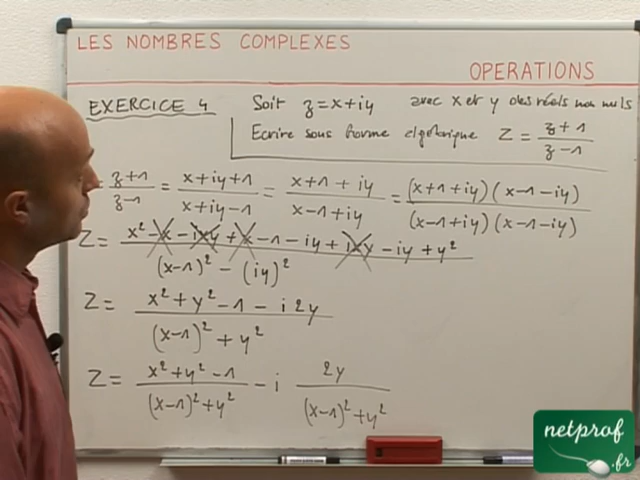 LES NOMBRES COMPLEXES
OPERATIONS
EXERCICE 4 Soit z = x + iy avec x et y des réels non nuls
Ecrire sous forme algébrique Z = (z+1)/(z-1)
= (z+1)/(z-1) = (x+iy+1)/(x+iy-1) = (x+1+iy)/(x-1+iy) = ((x+1+iy)(x-1-iy))/((x-1+iy)(x-1-iy))
Z = (x² - x - ixy + x - 1 - iy + ixy - iy + y²)/((x-1)² - (iy)²)
Z = (x² + y² - 1 - i2y)/((x-1)² + y²)
Z = (x² + y² - 1)/((x-1)² + y²) - i (2y)/((x-1)² + y²)
netprof
.fr